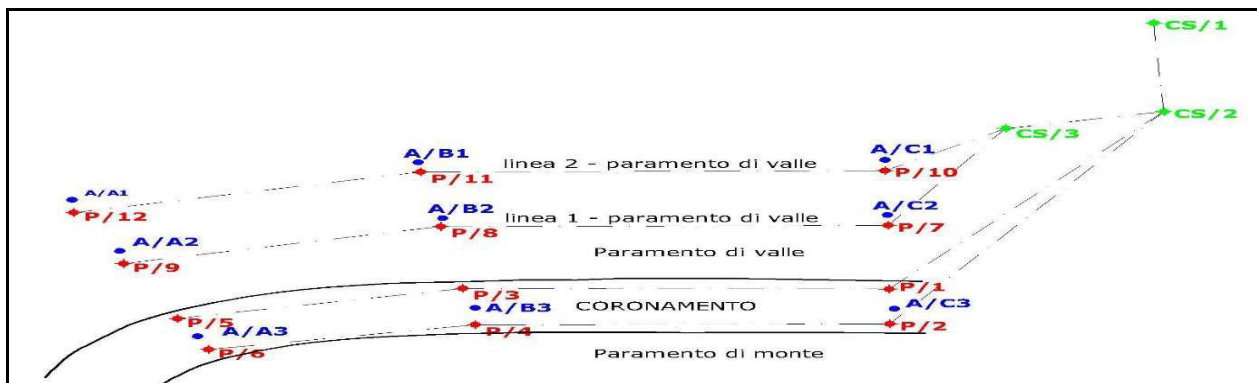 CS/1
CS/2
CS/3
A/B1
A/C1
linea 2 - paramento di valle
P/11
P/10
A/A1
P/12
A/B2
A/C2
linea 1 - paramento di valle
P/8
P/7
A/A2
P/9
Paramento di valle
P/3
P/1
A/B3
CORONAMENTO
A/C3
P/5
P/4
P/2
A/A3
P/6
Paramento di monte